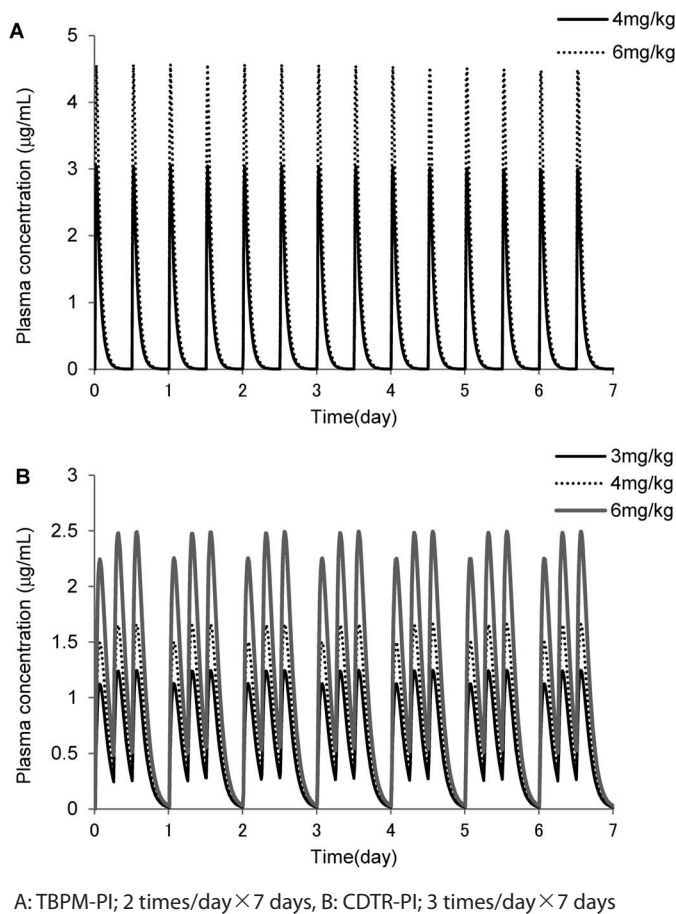 A
4mg/kg
6mg/kg
Plasma concentration (μg/mL)
5
4
3
2
1
0
0 1 2 3 4 5 6 7
Time(day)
B
3mg/kg
4mg/kg
6mg/kg
Plasma concentration (μg/mL)
3
2.5
2
1.5
1
0.5
0
0 1 2 3 4 5 6 7
Time(day)
A: TBPM-PI; 2 times/day×7 days, B: CDTR-PI; 3 times/day×7 days